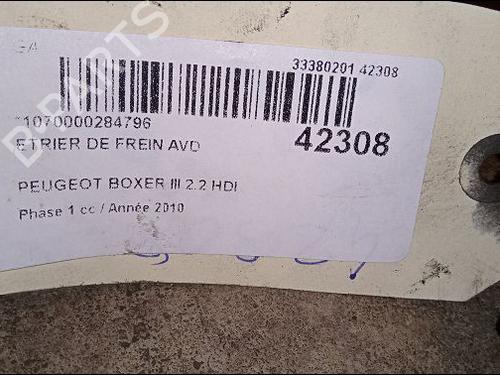 33380201 42308
*1070000284796
42308
ETRIER DE FREIN AVD
PEUGEOT BOXER III 2.2 HDI
Phase 1 cc / Année 2010
B-PARTS